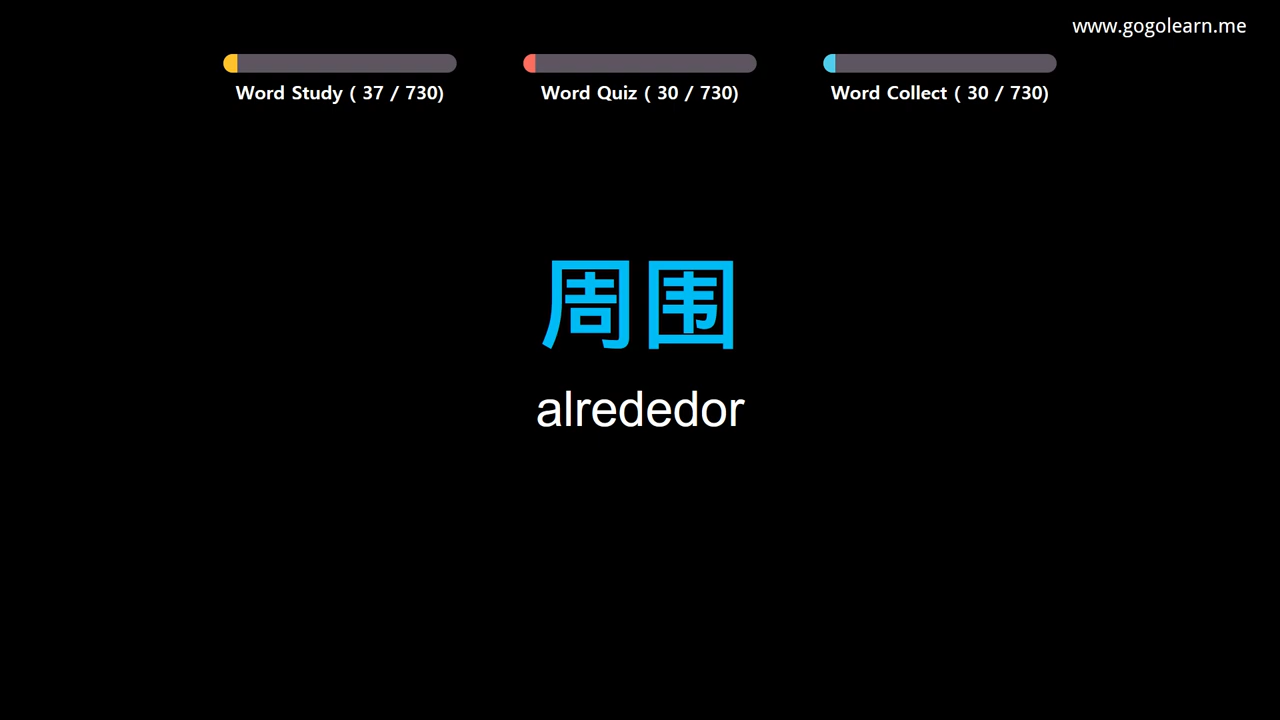 www.gogolearn.me
Word Study ( 37 / 730)
Word Quiz ( 30 / 730)
Word Collect ( 30 / 730)
周围
alrededor